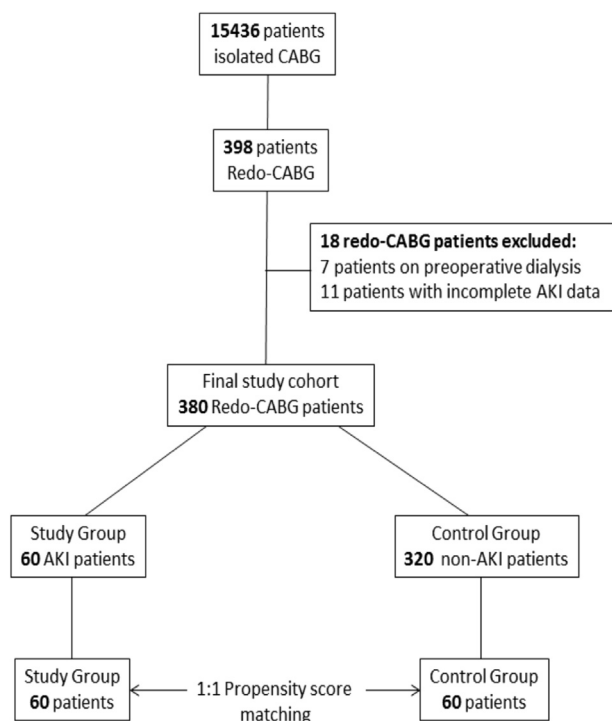 15436 patients
isolated CABG
398 patients
Redo-CABG
18 redo-CABG patients excluded:
7 patients on preoperative dialysis
11 patients with incomplete AKI data
Final study cohort
380 Redo-CABG patients
Study Group
60 AKI patients
Control Group
320 non-AKI patients
Study Group
60 patients
1:1 Propensity score
matching
Control Group
60 patients